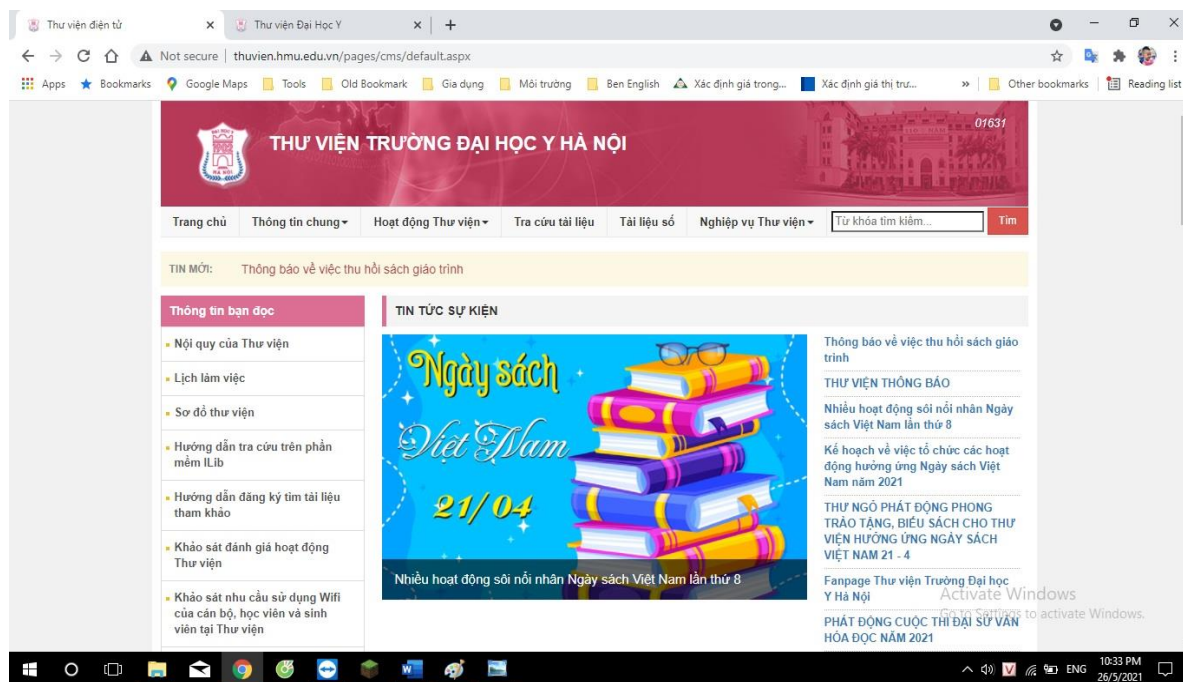 Thư viện điện tử
Thư viện Đại Học Y
Not secure | thuvien.hmu.edu.vn/pages/cms/default.aspx
Apps Bookmarks Google Maps Tools Old Bookmark Gia dụng Môi trường Ben English Xác định giá trong... Xác định giá thị trư... » Other bookmarks Reading list
01631
THƯ VIỆN TRƯỜNG ĐẠI HỌC Y HÀ NỘI
Trang chủ Thông tin chung Hoạt động Thư viện Tra cứu tài liệu Tài liệu số Nghiệp vụ Thư viện Từ khóa tìm kiếm... Tìm
TIN MỚI: Thông báo về việc thu hồi sách giáo trình
Thông tin bạn đọc
Nội quy của Thư viện
Lịch làm việc
Sơ đồ thư viện
Hướng dẫn tra cứu trên phần
mềm ILib
Hướng dẫn đăng ký tìm tài liệu
tham khảo
Khảo sát đánh giá hoạt động
Thư viện
Khảo sát nhu cầu sử dụng Wifi
của cán bộ, học viên và sinh
viên tại Thư viện
TIN TỨC SỰ KIỆN
Ngày sách
Việt Nam
21/04
Nhiều hoạt động sôi nổi nhân Ngày sách Việt Nam lần thứ 8
Thông báo về việc thu hồi sách giáo
trình
THƯ VIỆN THÔNG BÁO
Nhiều hoạt động sôi nổi nhân Ngày
sách Việt Nam lần thứ 8
Kế hoạch về việc tổ chức các hoạt
động hưởng ứng Ngày sách Việt
Nam năm 2021
THƯ NGỎ PHÁT ĐỘNG PHONG
TRÀO TẶNG, BIẾU SÁCH CHO THƯ
VIỆN HƯỞNG ỨNG NGÀY SÁCH
VIỆT NAM 21 - 4
Fanpage Thư viện Trường Đại học
Y Hà Nội
PHÁT ĐỘNG CUỘC THI ĐẠI SỨ VĂN
HÓA ĐỌC NĂM 2021
Activate Windows
Go to Settings to activate Windows.
ENG
10:33 PM
26/5/2021